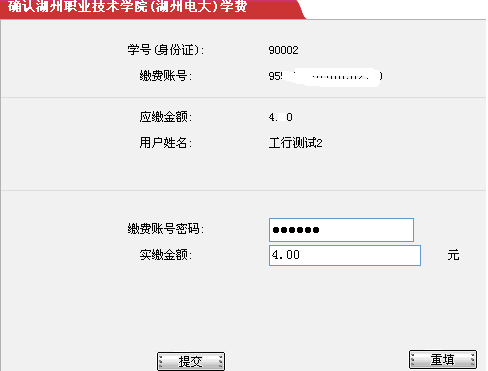 确认湖州职业技术学院(湖州电大)学费
学号(身份证): 90002
缴费账号:
应缴金额: 4. 0
用户姓名: 工行测试2
缴费账号密码: ●●●●●●
实缴金额: 4.00 元
提交 重填